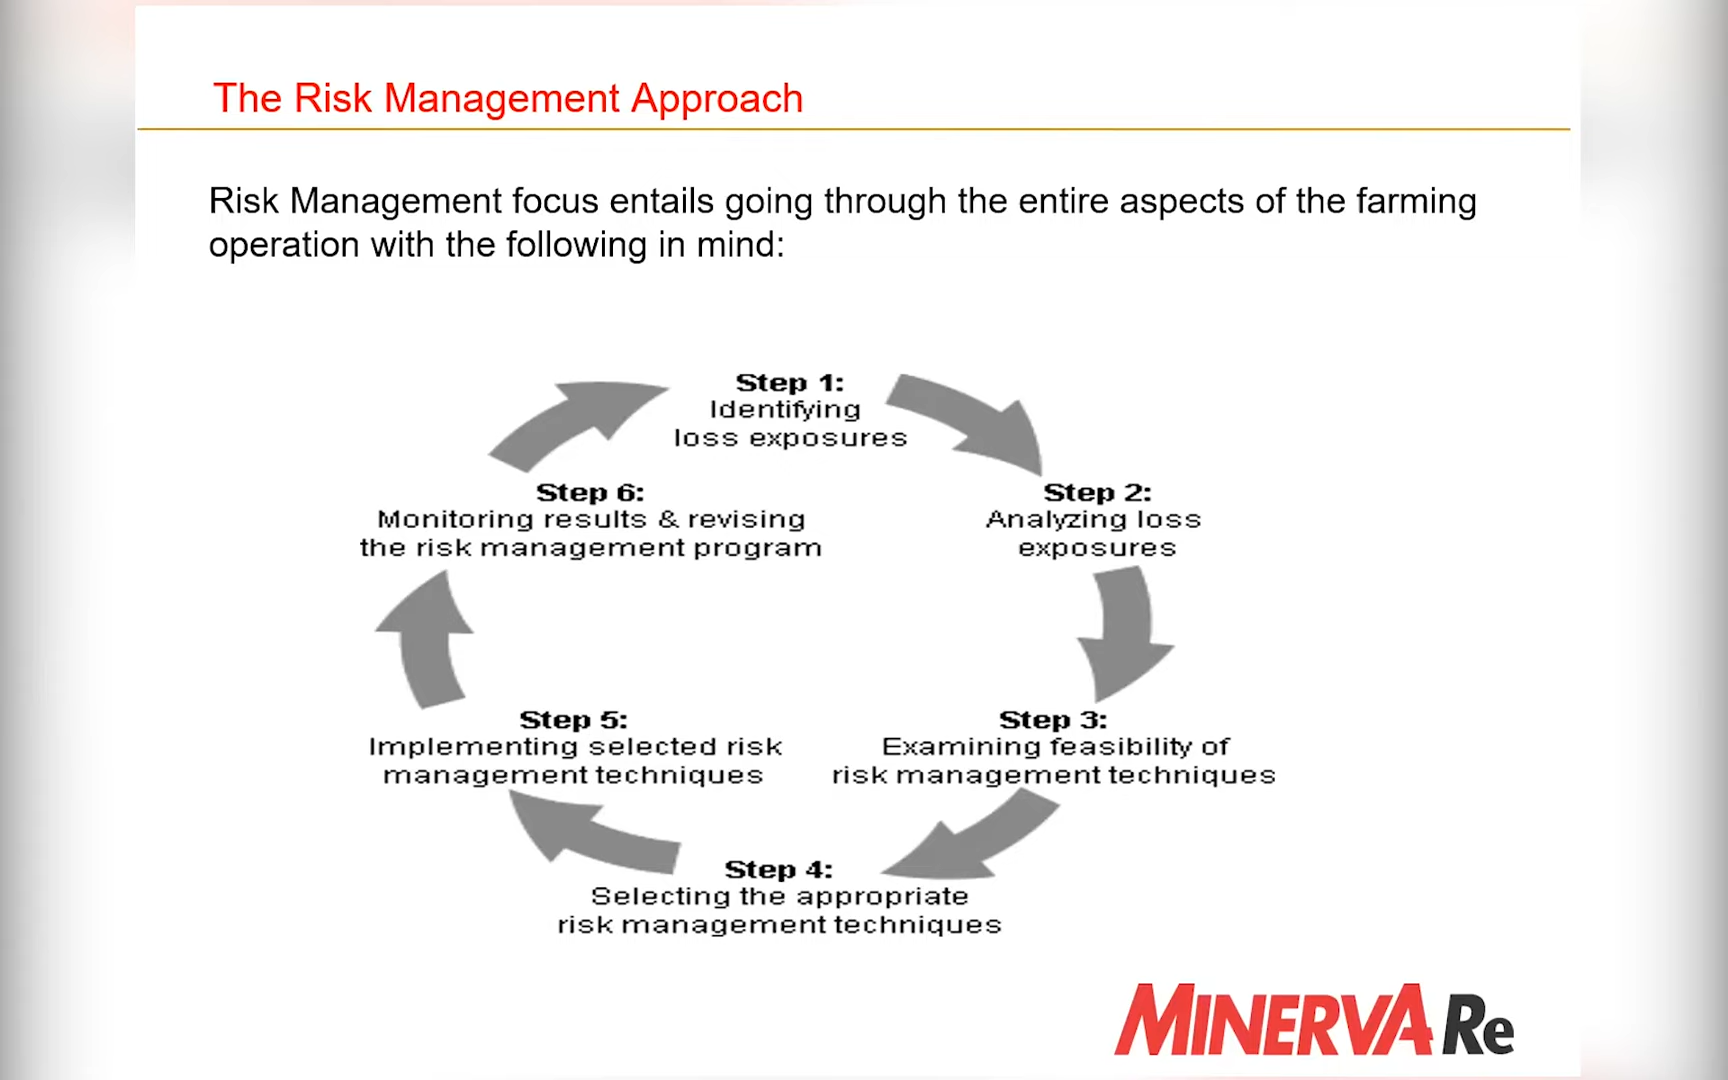 The Risk Management Approach
Risk Management focus entails going through the entire aspects of the farming
operation with the following in mind:
Step 1:
Identifying
loss exposures
Step 2:
Analyzing loss
exposures
Step 3:
Examining feasibility of
risk management techniques
Step 4:
Selecting the appropriate
risk management techniques
Step 5:
Implementing selected risk
management techniques
Step 6:
Monitoring results & revising
the risk management program
MINERVA Re